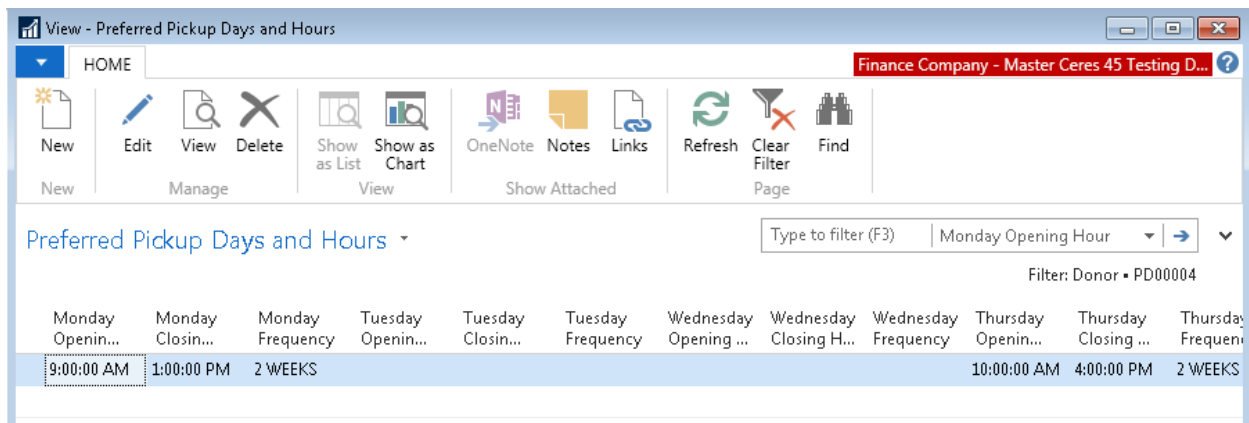 View - Preferred Pickup Days and Hours
HOME
Finance Company - Master Ceres 45 Testing D...
New
Edit
View
Delete
Show as List
Show as Chart
OneNote
Notes
Links
Refresh
Clear Filter
Find
New
Manage
View
Show Attached
Page
Preferred Pickup Days and Hours
Type to filter (F3)
Monday Opening Hour
Filter: Donor ▪ PD00004
Monday Openin... Monday Closin... Monday Frequency Tuesday Openin... Tuesday Closin... Tuesday Frequency Wednesday Opening ... Wednesday Closing H... Wednesday Frequency Thursday Openin... Thursday Closing ... Thursday Frequen
9:00:00 AM 1:00:00 PM 2 WEEKS 10:00:00 AM 4:00:00 PM 2 WEEKS